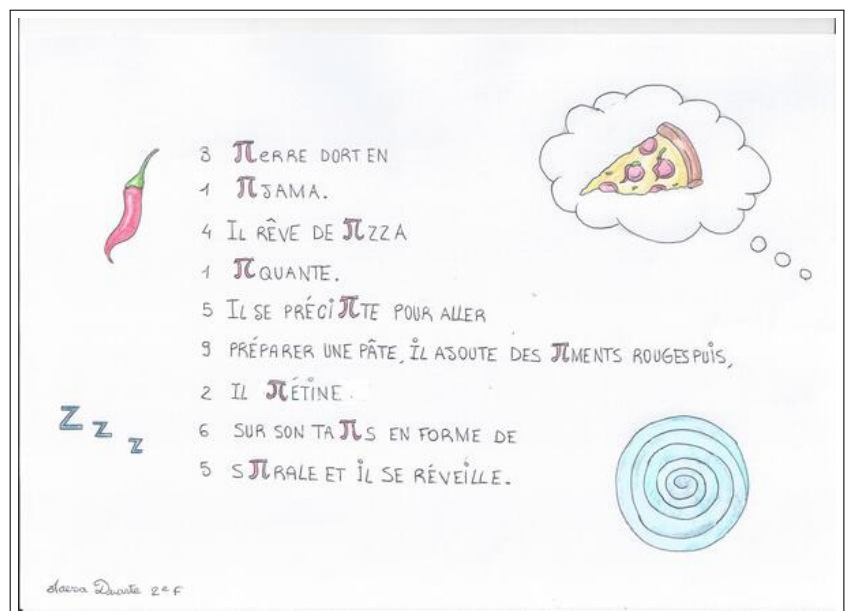 3 πERRE DORT EN
1 πJAMA.
4 IL RÊVE DE πZZA
1 πQUANTE.
5 IL SE PRÉCIπTE POUR ALLER
9 PRÉPARER UNE PÂTE, IL AJOUTE DES πMENTS ROUGES PUIS,
2 IL πÉTINE.
6 SUR SON TAπS EN FORME DE
5 SπRALE ET IL SE RÉVEILLE.
Z Z Z
Duarte 2e F